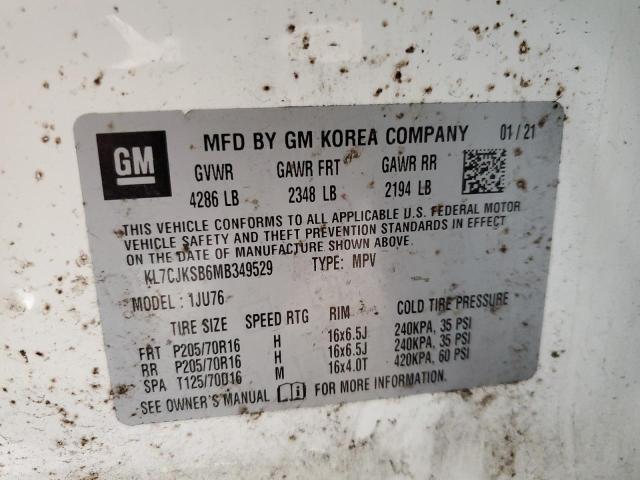 GM
MFD BY GM KOREA COMPANY 01/21
GVWR GAWR FRT GAWR RR
4286 LB 2348 LB 2194 LB
THIS VEHICLE CONFORMS TO ALL APPLICABLE U.S. FEDERAL MOTOR
VEHICLE SAFETY AND THEFT PREVENTION STANDARDS IN EFFECT
ON THE DATE OF MANUFACTURE SHOWN ABOVE.
KL7CJKSB6MB349529 TYPE: MPV
MODEL: 1JU76
TIRE SIZE SPEED RTG RIM COLD TIRE PRESSURE
FRT P205/70R16 H 16x6.5J 240KPA, 35 PSI
RR P205/70R16 H 16x6.5J 240KPA, 35 PSI
SPA T125/70D16 M 16x4.0T 420KPA, 60 PSI
SEE OWNER'S MANUAL FOR MORE INFORMATION.